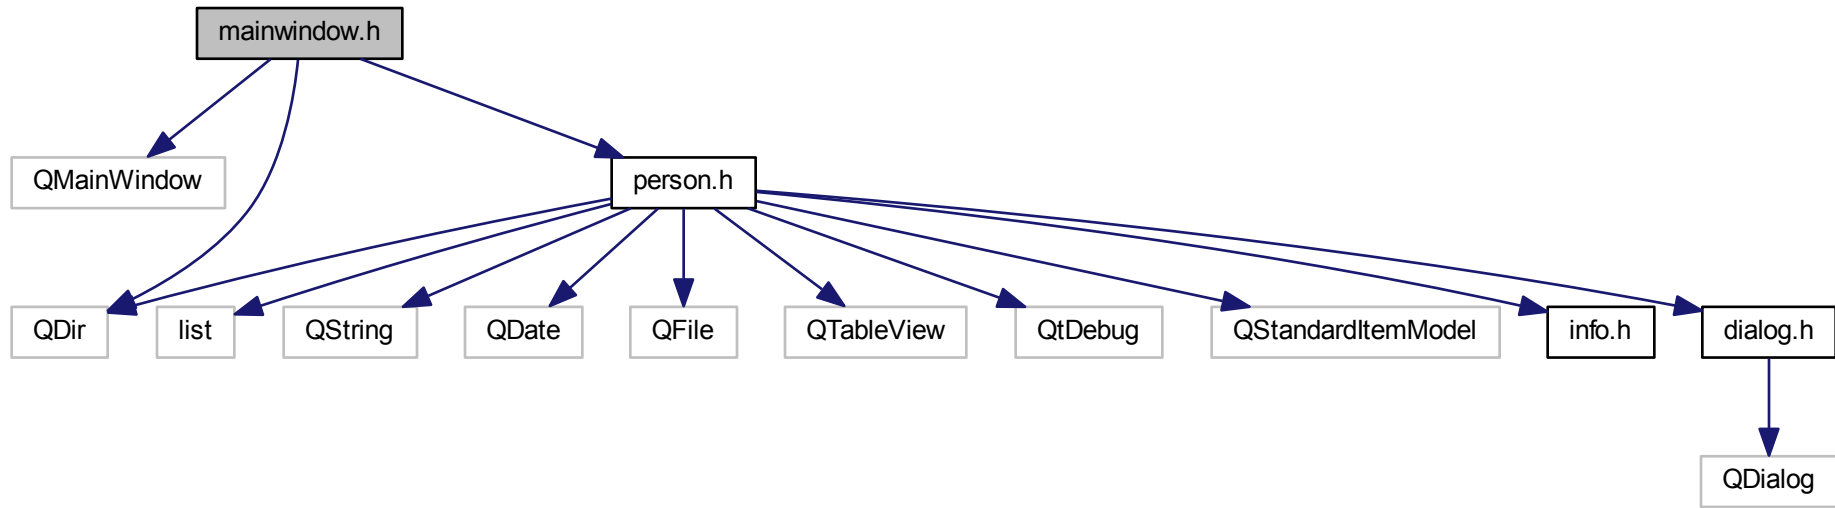 mainwindow.h
QMainWindow
person.h
QDir
list
QString
QDate
QFile
QTableView
QtDebug
QStandardItemModel
info.h
dialog.h
QDialog